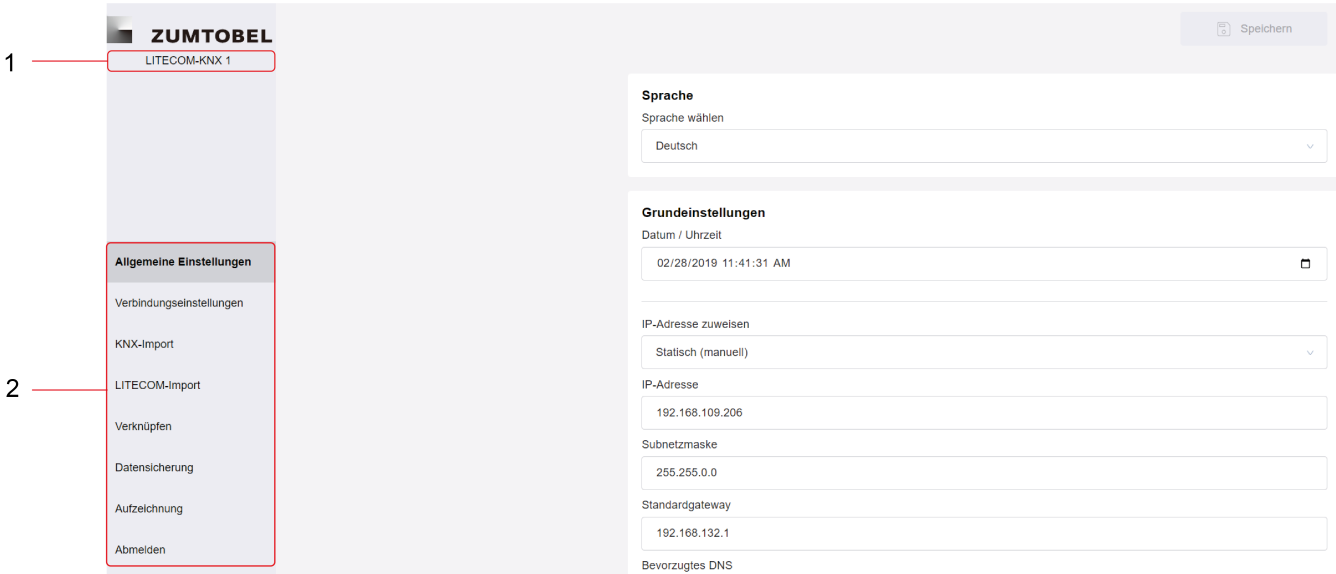 ZUMTOBEL
1
LITECOM-KNX 1
2
Allgemeine Einstellungen
Verbindungseinstellungen
KNX-Import
LITECOM-Import
Verknüpfen
Datensicherung
Aufzeichnung
Abmelden
Speichern
Sprache
Sprache wählen
Deutsch
Grundeinstellungen
Datum / Uhrzeit
02/28/2019 11:41:31 AM
IP-Adresse zuweisen
Statisch (manuell)
IP-Adresse
192.168.109.206
Subnetzmaske
255.255.0.0
Standardgateway
192.168.132.1
Bevorzugtes DNS